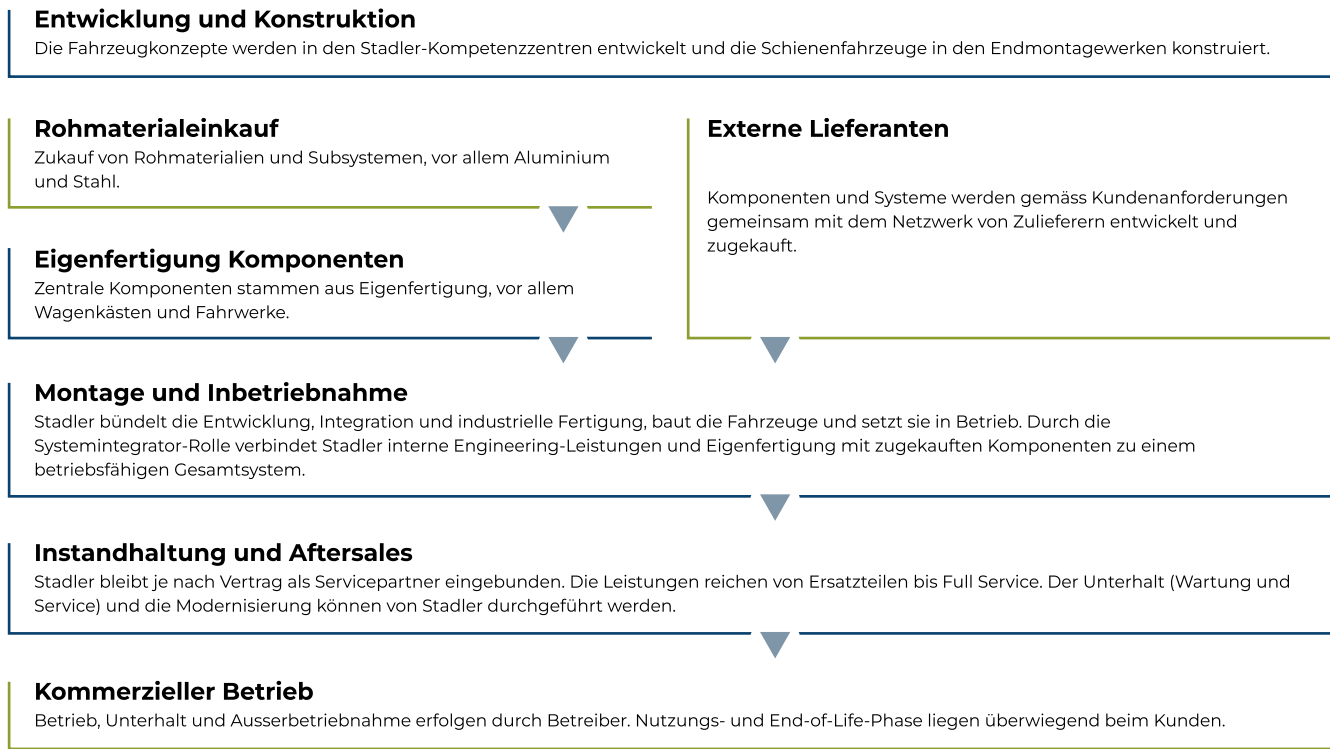 Entwicklung und Konstruktion
Die Fahrzeugkonzepte werden in den Stadler-Kompetenzzentren entwickelt und die Schienenfahrzeuge in den Endmontagewerken konstruiert.
Rohmaterialeinkauf
Zukauf von Rohmaterialien und Subsystemen, vor allem Aluminium
und Stahl.
Eigenfertigung Komponenten
Zentrale Komponenten stammen aus Eigenfertigung, vor allem
Wagenkästen und Fahrwerke.
Externe Lieferanten
Komponenten und Systeme werden gemäss Kundenanforderungen
gemeinsam mit dem Netzwerk von Zulieferern entwickelt und
zugekauft.
Montage und Inbetriebnahme
Stadler bündelt die Entwicklung, Integration und industrielle Fertigung, baut die Fahrzeuge und setzt sie in Betrieb. Durch die
Systemintegrator-Rolle verbindet Stadler interne Engineering-Leistungen und Eigenfertigung mit zugekauften Komponenten zu einem
betriebsfähigen Gesamtsystem.
Instandhaltung und Aftersales
Stadler bleibt je nach Vertrag als Servicepartner eingebunden. Die Leistungen reichen von Ersatzteilen bis Full Service. Der Unterhalt (Wartung und
Service) und die Modernisierung können von Stadler durchgeführt werden.
Kommerzieller Betrieb
Betrieb, Unterhalt und Ausserbetriebnahme erfolgen durch Betreiber. Nutzungs- und End-of-Life-Phase liegen überwiegend beim Kunden.